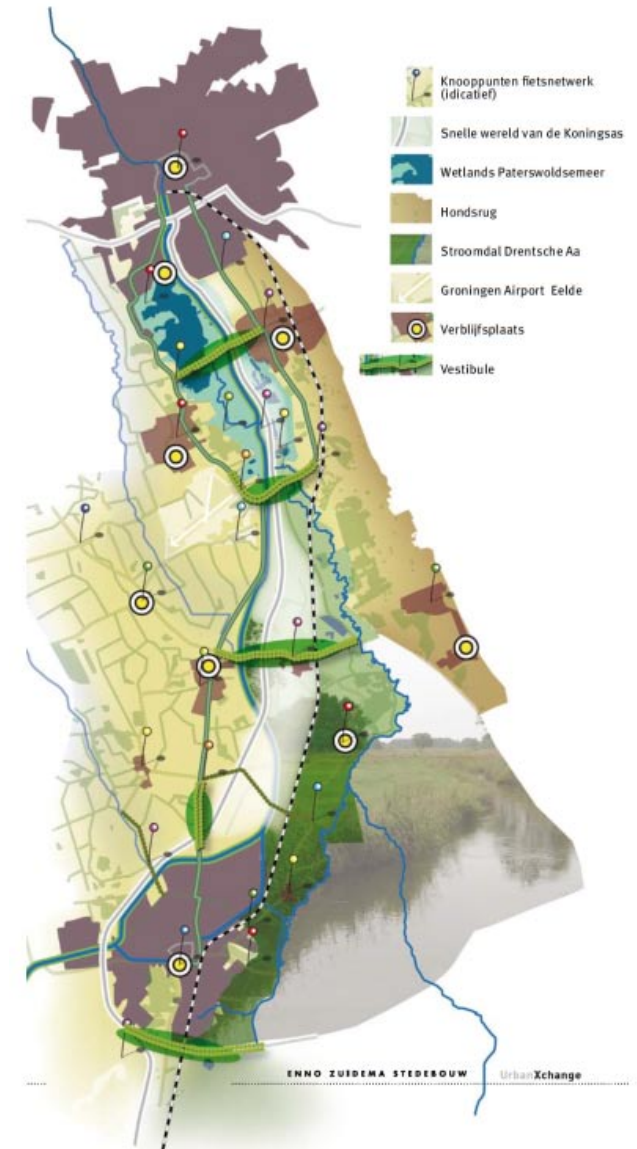 Knooppunten fietsnetwerk
(idicatief)
Snelle wereld van de Koningsas
Wetlands Paterswoldsemeer
Hondsrug
Stroomdal Drentsche Aa
Groningen Airport Eelde
Verblijfsplaats
Vestibule
ENNO ZUIDEMA STEDEBOUW UrbanXchange